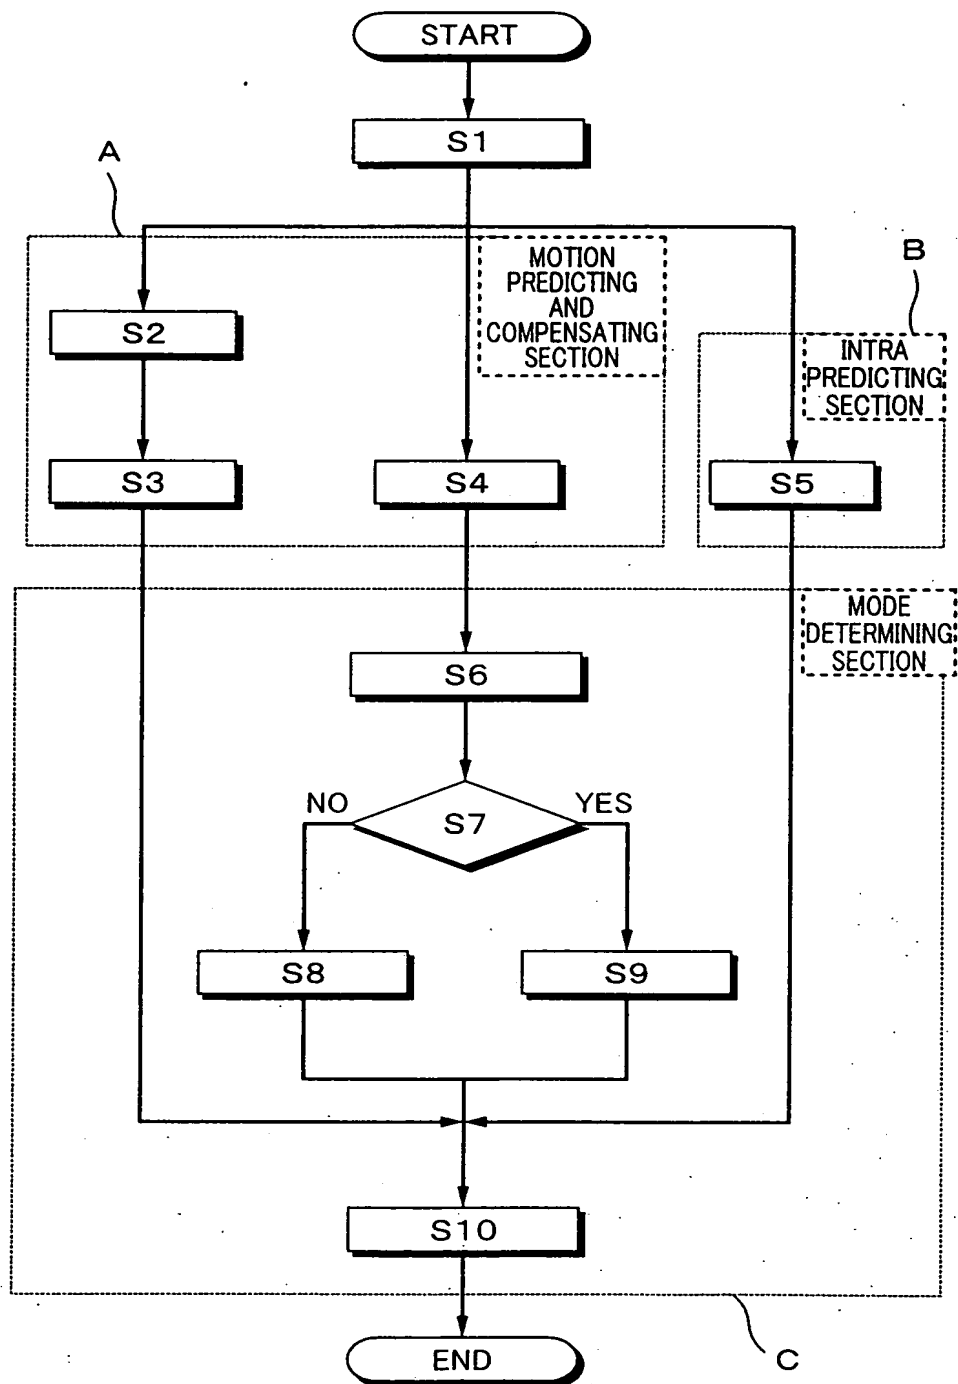 START
S1
A
MOTION
PREDICTING
AND
COMPENSATING
SECTION
B
S2
INTRA
PREDICTING
SECTION
S3
S4
S5
MODE
DETERMINING
SECTION
S6
NO
S7
YES
S8
S9
S10
END
C